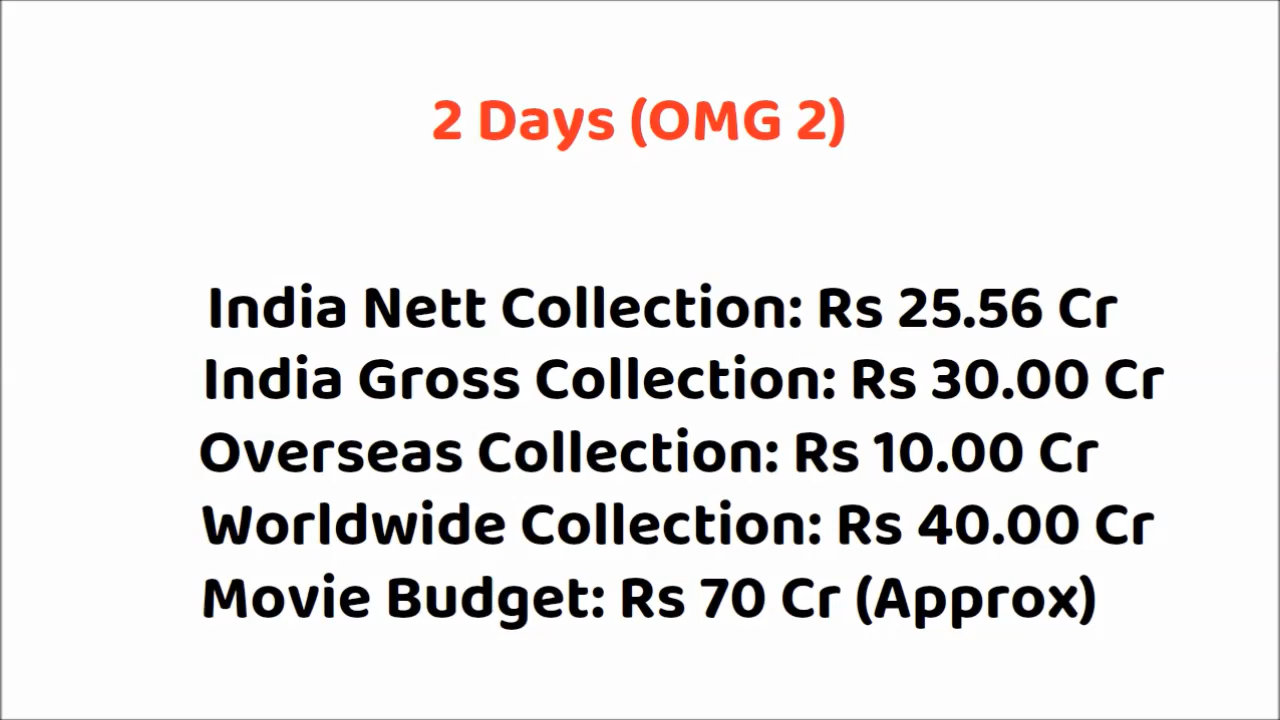 2 Days (OMG 2)
India Nett Collection: Rs 25.56 Cr
India Gross Collection: Rs 30.00 Cr
Overseas Collection: Rs 10.00 Cr
Worldwide Collection: Rs 40.00 Cr
Movie Budget: Rs 70 Cr (Approx)